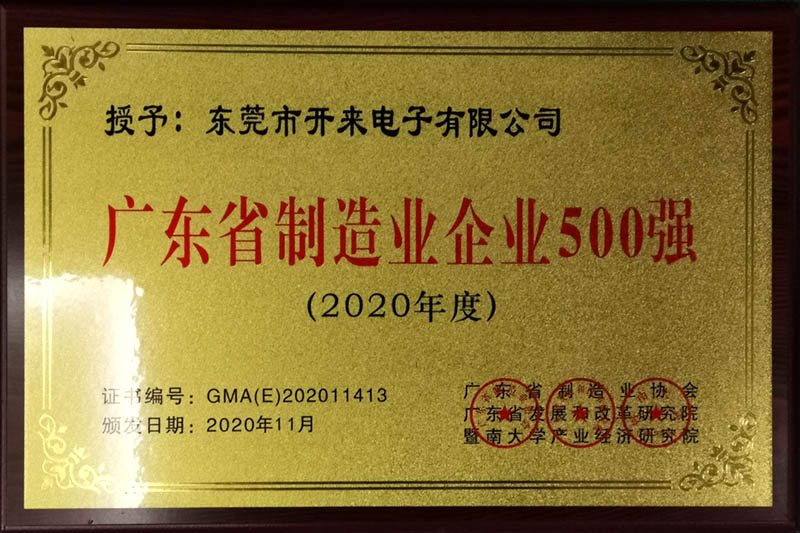 授予：东莞市开来电子有限公司
广东省制造业企业500强
（2020年度）
证书编号：GMA(E)202011413
颁发日期：2020年11月
广东省制造业协会
广东省发展和改革研究院
暨南大学产业经济研究院